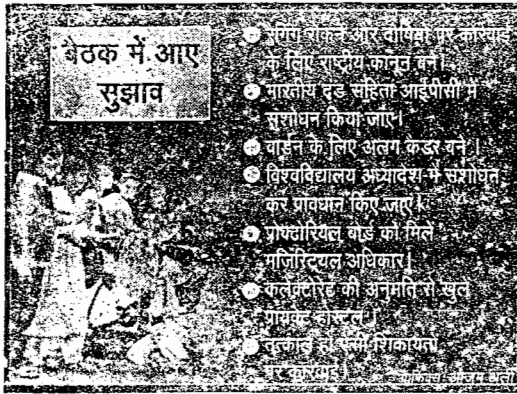 बैठक में आए
सुझाव
रैगिंग रोकने और दोषियों पर कार्रवाई
के लिए राष्ट्रीय कानून बने।
भारतीय दंड संहिता आईपीसी में
संशोधन किया जाए।
वार्डन के लिए अलग केडर बने।
विश्वविद्यालय अध्यादेश में संशोधन
कर प्रावधान किए जाएं।
प्रॉक्टोरियल बोर्ड को मिले
मजिस्ट्रियल अधिकार।
कलेक्टोरेट की अनुमति से खुलें
प्रायवेट हॉस्टल।
तत्काल हो ऐसी शिकायतों
पर कार्रवाई।